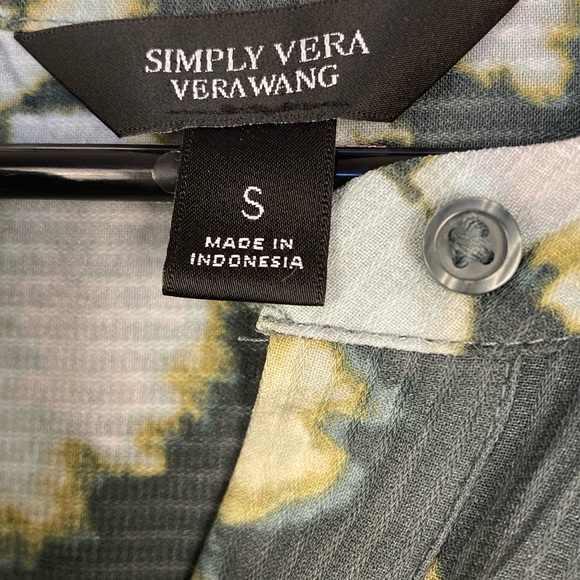 SIMPLY VERA
VERA WANG
S
MADE IN
INDONESIA